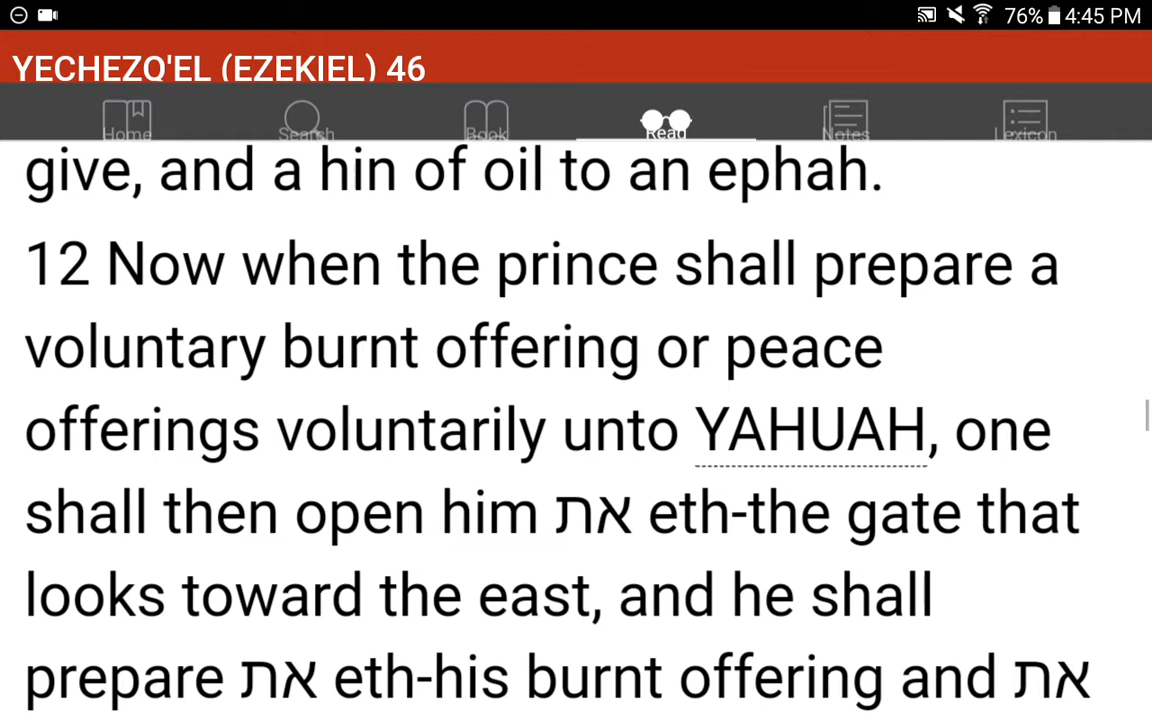 76% 4:45 PM
YECHEZQ'EL (EZEKIEL) 46
Home Search Book Read Notes Lexicon
give, and a hin of oil to an ephah.
12 Now when the prince shall prepare a
voluntary burnt offering or peace
offerings voluntarily unto YAHUAH, one
shall then open him את eth-the gate that
looks toward the east, and he shall
prepare את eth-his burnt offering and את